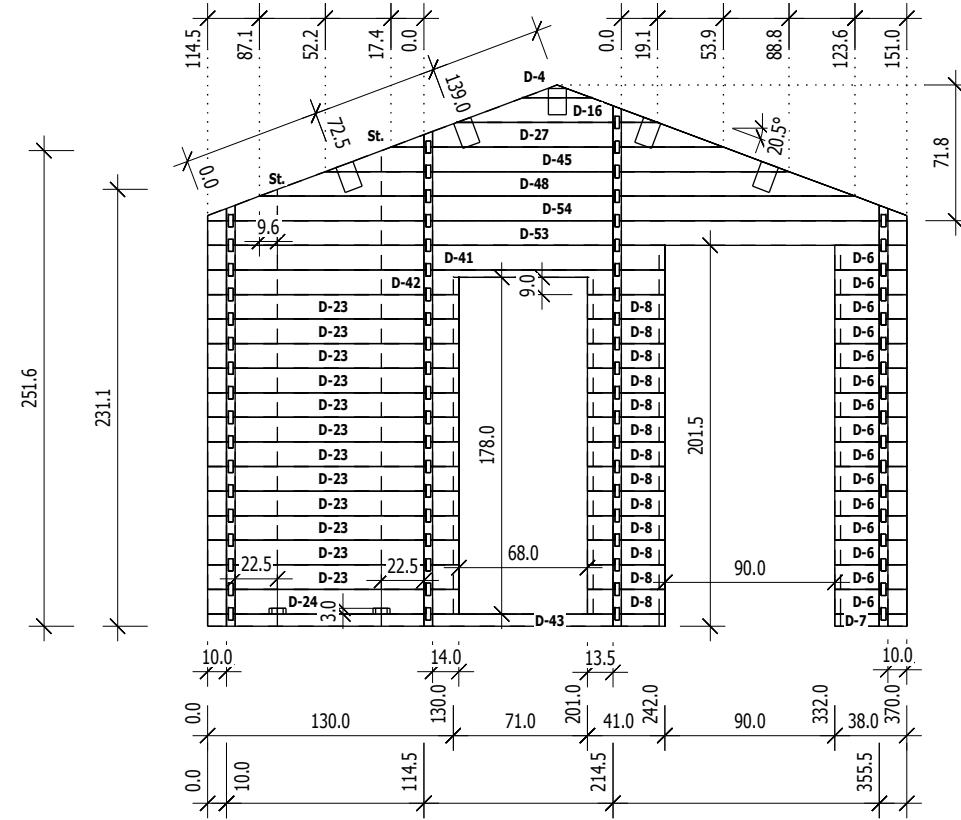 114.5
87.1
52.2
17.4
0.0
0.0
19.1
53.9
88.8
123.6
151.0
0.0
72.5
139.0
D-4
D-16
St.
D-27
20.5°
71.8
D-45
St.
D-48
D-54
9.6
D-53
D-41
D-6
D-42
9.0
D-6
D-23
D-8
D-6
D-23
D-8
D-6
D-23
D-8
D-6
D-23
D-8
D-6
251.6
231.1
D-23
D-8
D-6
D-23
D-8
D-6
178.0
201.5
D-23
D-8
D-6
D-23
D-8
D-6
D-23
D-8
D-6
D-23
D-8
D-6
D-23
D-8
D-6
22.5
D-23
22.5
68.0
D-8
90.0
D-6
D-24
3.0
D-8
D-6
D-43
D-7
10.0
14.0
13.5
10.0
0.0
130.0
130.0
71.0
201.0
41.0
242.0
90.0
332.0
38.0
370.0
0.0
10.0
114.5
214.5
355.5